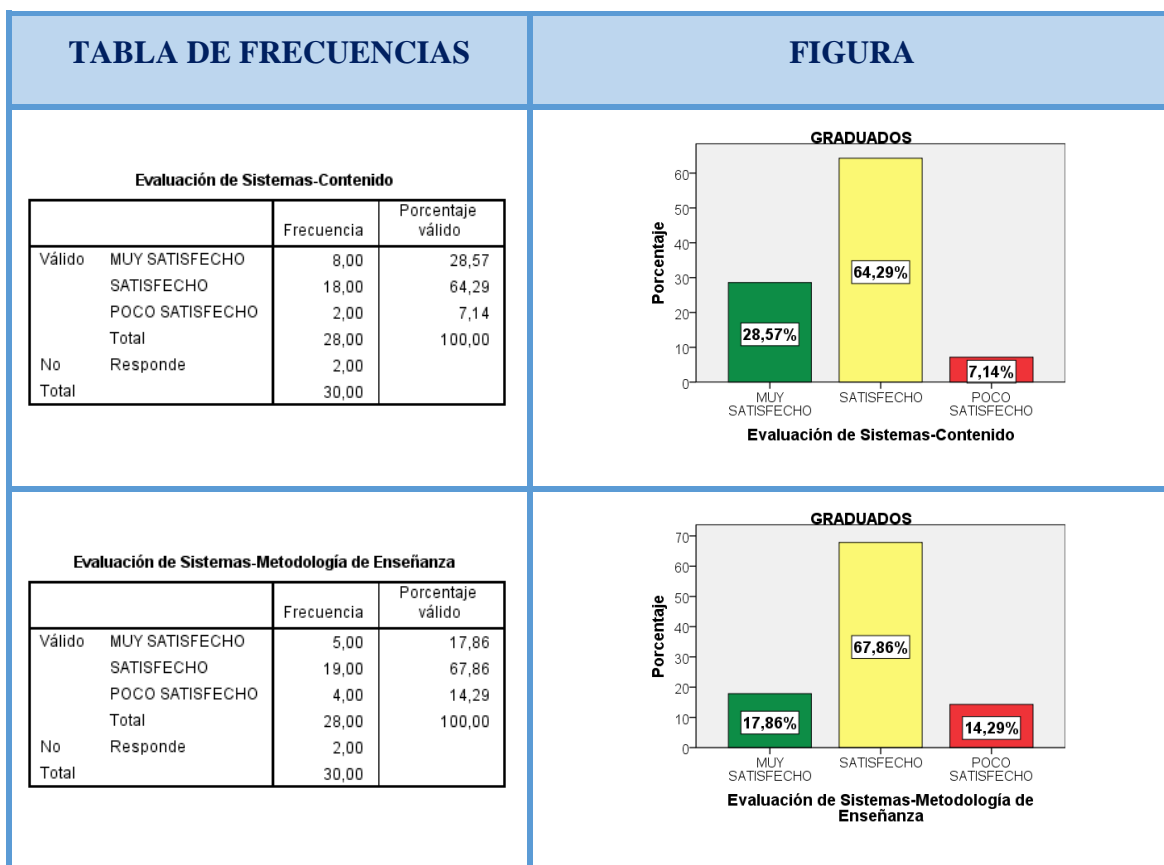 TABLA DE FRECUENCIAS
FIGURA
Evaluación de Sistemas-Contenido
Frecuencia
Porcentaje
válido
Válido MUY SATISFECHO 8,00 28,57
SATISFECHO 18,00 64,29
POCO SATISFECHO 2,00 7,14
Total 28,00 100,00
No Responde 2,00
Total 30,00
GRADUADOS
Porcentaje
60
50
40
30
20
10
0
28,57%
64,29%
7,14%
MUY
SATISFECHO
SATISFECHO
POCO
SATISFECHO
Evaluación de Sistemas-Contenido
Evaluación de Sistemas-Metodología de Enseñanza
Frecuencia
Porcentaje
válido
Válido MUY SATISFECHO 5,00 17,86
SATISFECHO 19,00 67,86
POCO SATISFECHO 4,00 14,29
Total 28,00 100,00
No Responde 2,00
Total 30,00
GRADUADOS
Porcentaje
70
60
50
40
30
20
10
0
17,86%
67,86%
14,29%
MUY
SATISFECHO
SATISFECHO
POCO
SATISFECHO
Evaluación de Sistemas-Metodología de
Enseñanza